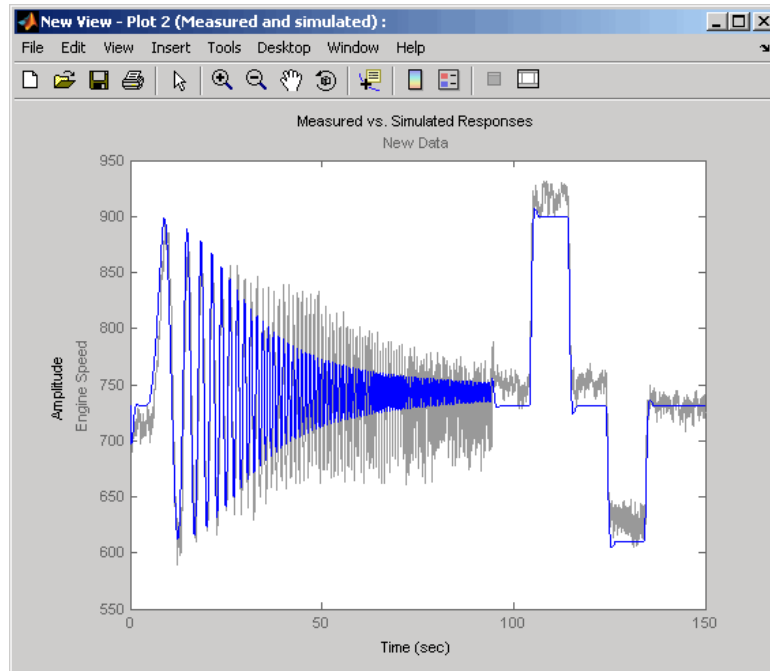 New View - Plot 2 (Measured and simulated) :
File Edit View Insert Tools Desktop Window Help
Measured vs. Simulated Responses
New Data
Amplitude
Engine Speed
950
900
850
800
750
700
650
600
550
0 50 100 150
Time (sec)